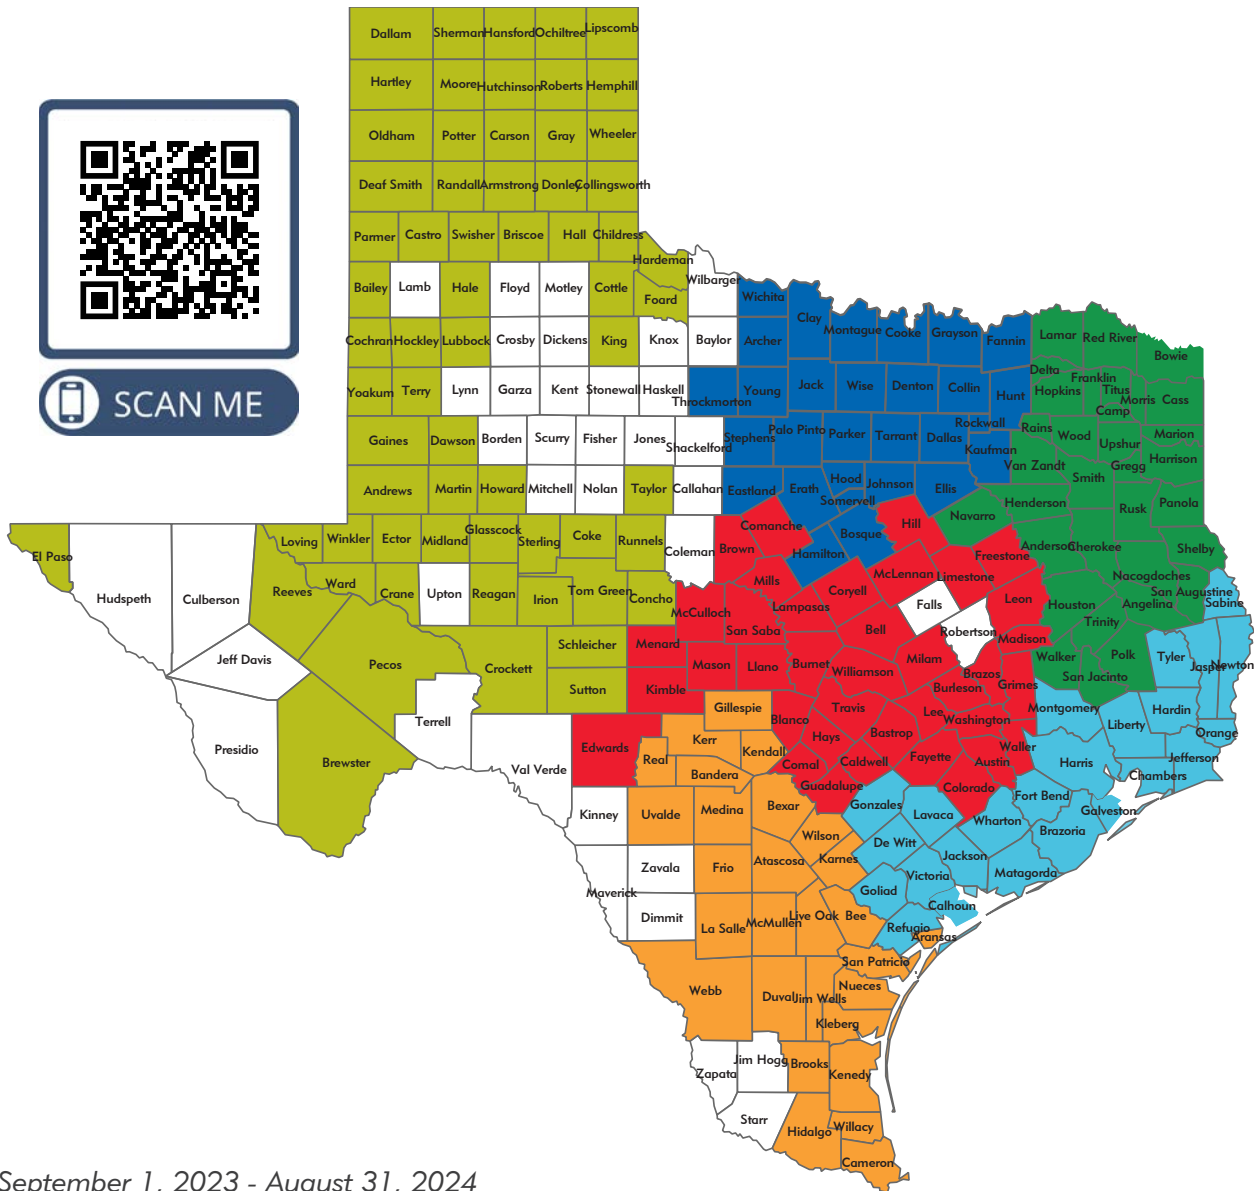 Dallam Sherman Hansford Ochiltree Lipscomb
Hartley Moore Hutchinson Roberts Hemphill
Oldham Potter Carson Gray Wheeler
Deaf Smith Randall Armstrong Donley Collingsworth
Parmer Castro Swisher Briscoe Hall Childress
Hardeman
Bailey Lamb Hale Floyd Motley Cottle Foard Wilbarger Wichita
Clay Montague Cooke Grayson Fannin Lamar Red River Bowie
Cochran Hockley Lubbock Crosby Dickens King Knox Baylor Archer
Delta Franklin Titus
Yoakum Terry Lynn Garza Kent Stonewall Haskell Throckmorton Young Jack Wise Denton Collin Hunt Hopkins Morris Cass
Camp
SCAN ME
Gaines Dawson Borden Scurry Fisher Jones Shackelford Stephens Palo Pinto Parker Tarrant Dallas Rockwall Kaufman Rains Wood Upshur Marion
Van Zandt Smith Gregg Harrison
Andrews Martin Howard Mitchell Nolan Taylor Callahan Eastland Erath Hood Somervell Johnson Ellis Henderson Rusk Panola
El Paso Hudspeth Culberson Loving Winkler Ector Midland Glasscock Sterling Coke Runnels Coleman Brown Comanche Hamilton Bosque Hill Navarro Freestone Anderson Cherokee Shelby
Reeves Ward Crane Upton Reagan Irion Tom Green Concho McCulloch Mills Lampasas Coryell McLennan Limestone Falls Leon Houston Nacogdoches San Augustine Sabine
Angelina Trinity
Jeff Davis Pecos Crockett Schleicher Menard San Saba Bell Robertson Madison Walker Polk Tyler Jasper Newton
Sutton Kimble Mason Llano Burnet Williamson Milam Brazos Burleson Grimes San Jacinto
Presidio Brewster Terrell Val Verde Edwards Gillespie Blanco Travis Lee Washington Montgomery Liberty Hardin Orange
Real Kerr Kendall Hays Bastrop Fayette Waller Austin Harris Chambers Jefferson
Bandera Comal Caldwell Guadalupe Colorado Fort Bend Galveston
Kinney Uvalde Medina Bexar Wilson Gonzales Lavaca Wharton Brazoria
Maverick Zavala Frio Atascosa Karnes De Witt Jackson Matagorda
Dimmit La Salle McMullen Live Oak Bee Goliad Victoria Calhoun
Refugio Aransas
Webb Duval Jim Wells San Patricio Nueces
Kleberg
Zapata Jim Hogg Brooks Kenedy
Starr Hidalgo Willacy
Cameron
September 1, 2023 - August 31, 2024